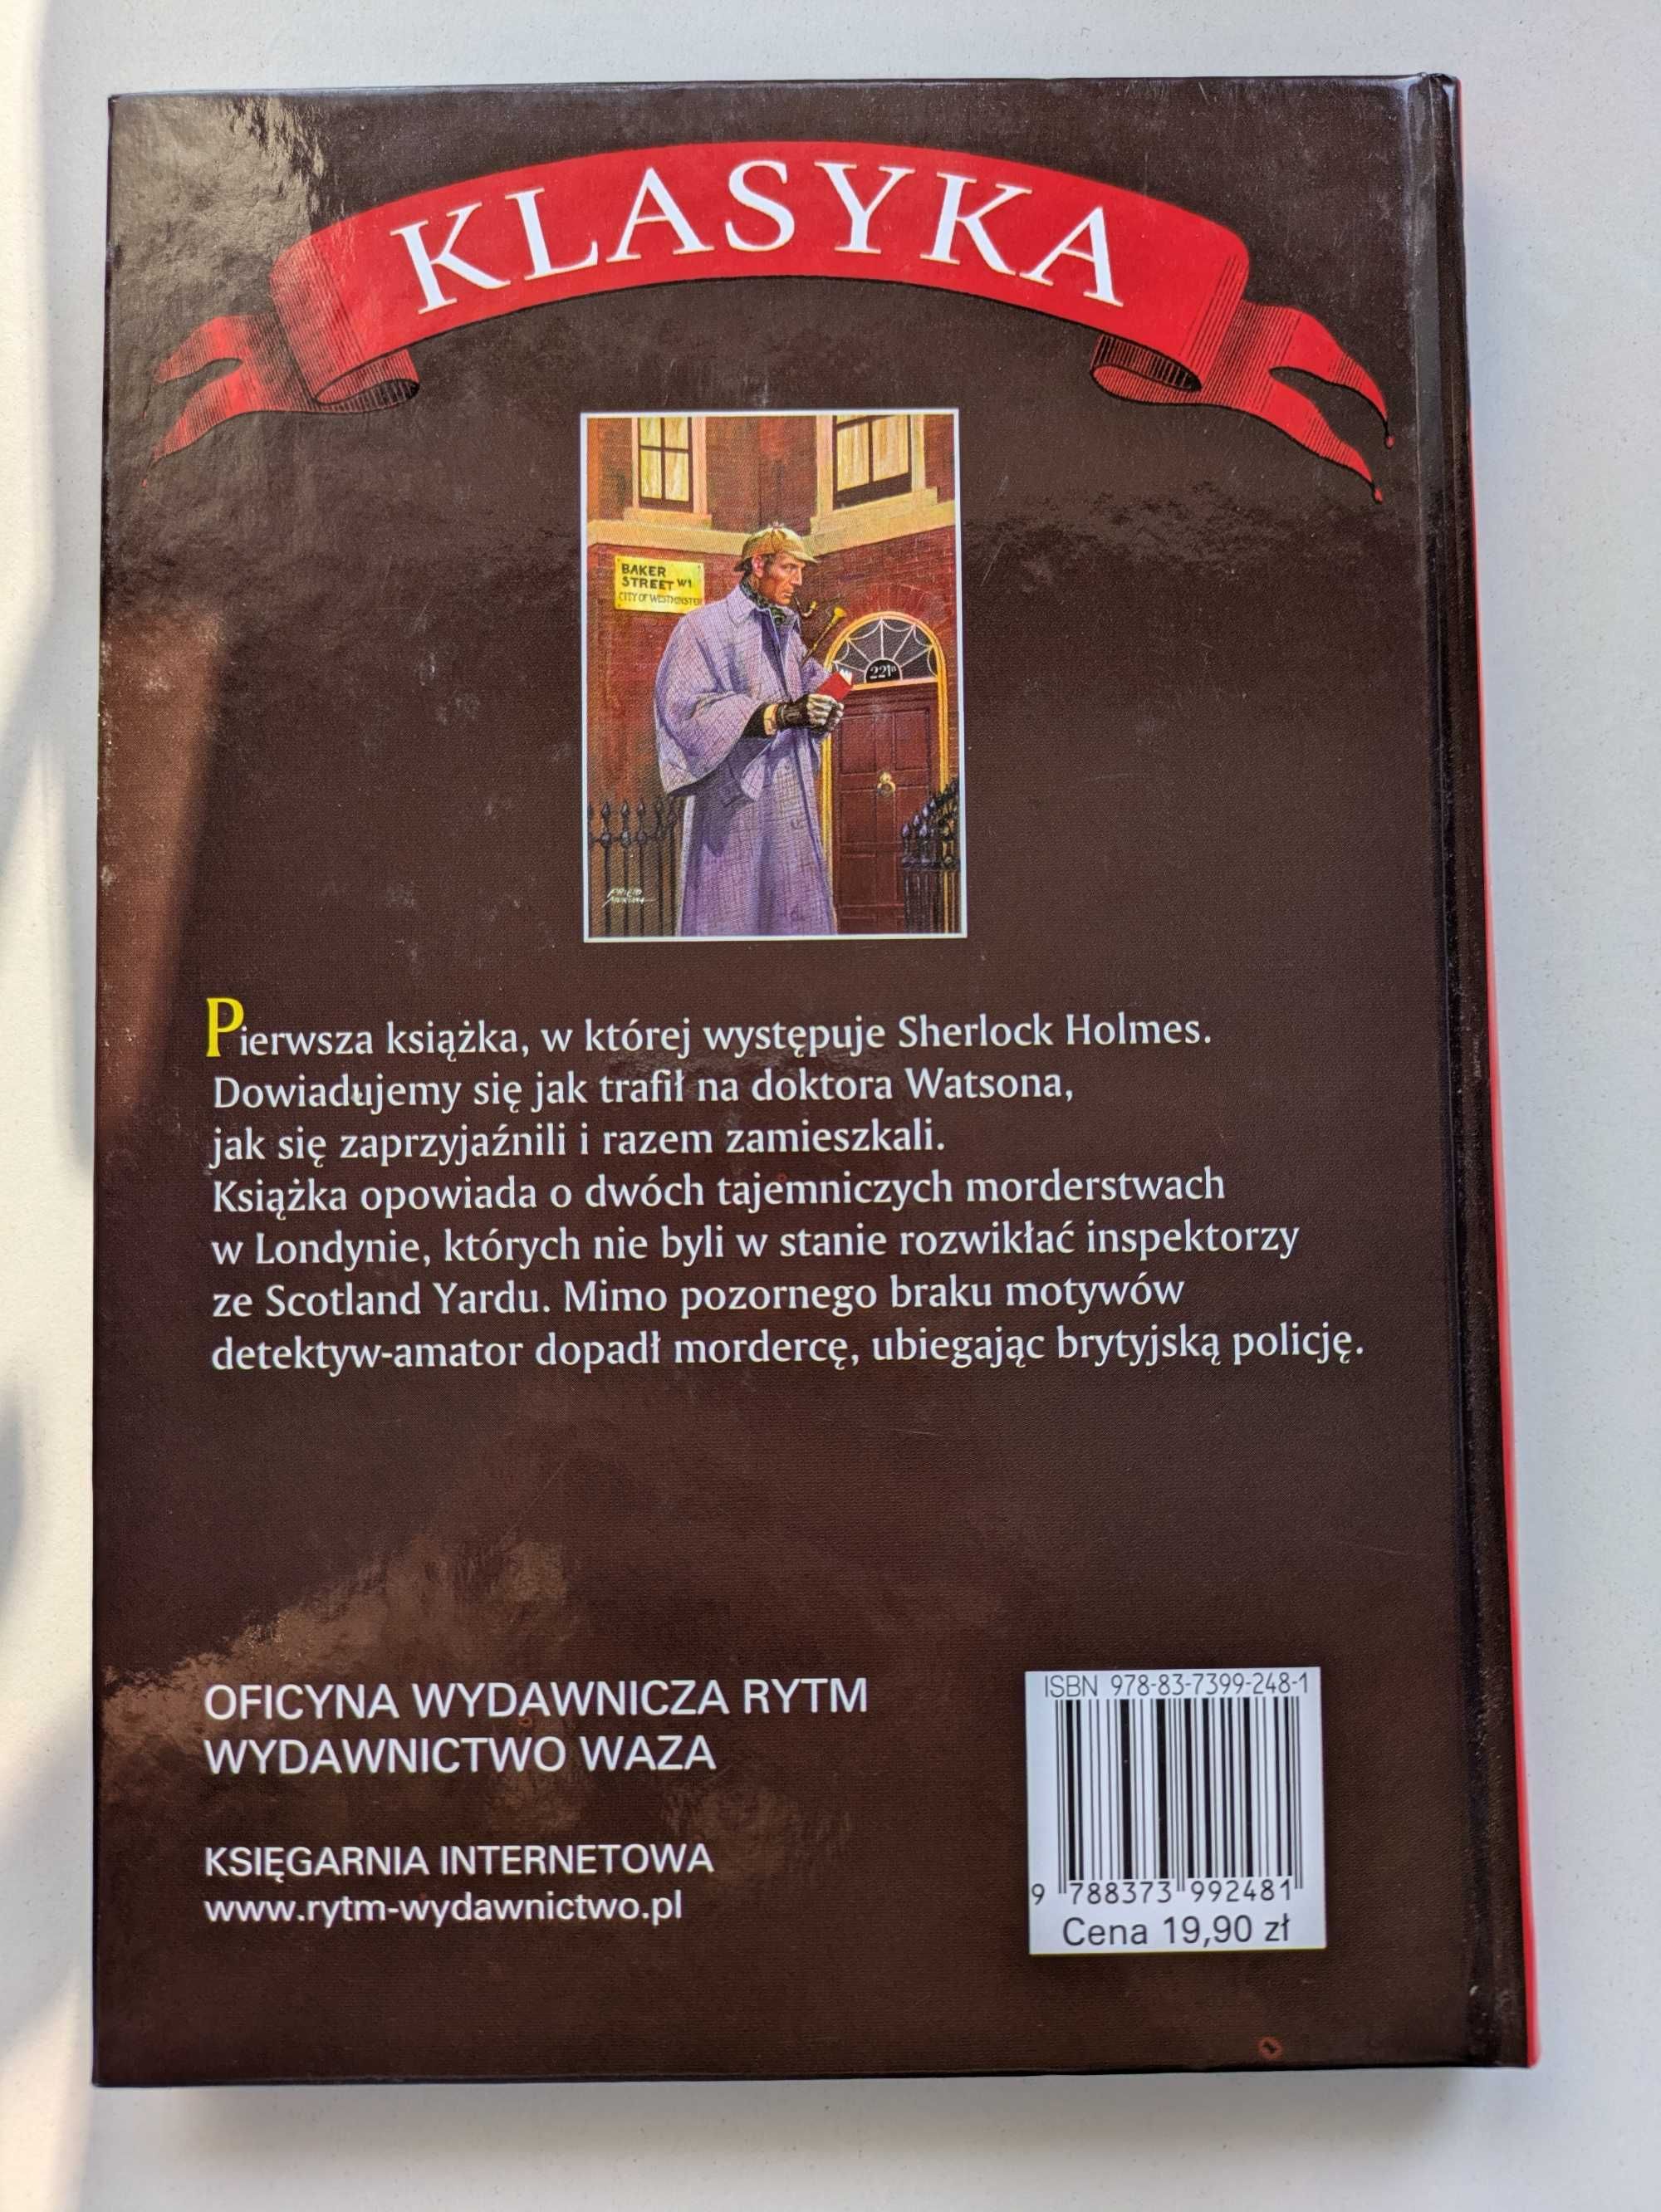 KLASYKA
BAKER
STREET W1
CITY OF WESTMINSTER
221B
Pierwsza książka, w której występuje Sherlock Holmes.
Dowiadujemy się jak trafił na doktora Watsona,
jak się zaprzyjaźnili i razem zamieszkali.
Książka opowiada o dwóch tajemniczych morderstwach
w Londynie, których nie byli w stanie rozwikłać inspektorzy
ze Scotland Yardu. Mimo pozornego braku motywów
detektyw-amator dopadł mordercę, ubiegając brytyjską policję.
OFICYNA WYDAWNICZA RYTM
WYDAWNICTWO WAZA
KSIĘGARNIA INTERNETOWA
www.rytm-wydawnictwo.pl
ISBN 978-83-7399-248-1
9 788373 992481
Cena 19,90 zł